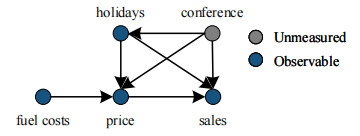 holidays conference
Unmeasured
Observable
fuel costs price sales